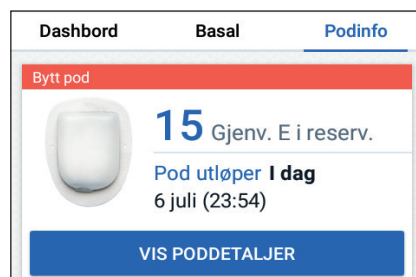 Dashbord Basal Podinfo
Bytt pod
15 Gjenv. E i reserv.
Pod utløper I dag
6 juli (23:54)
VIS PODDETALJER